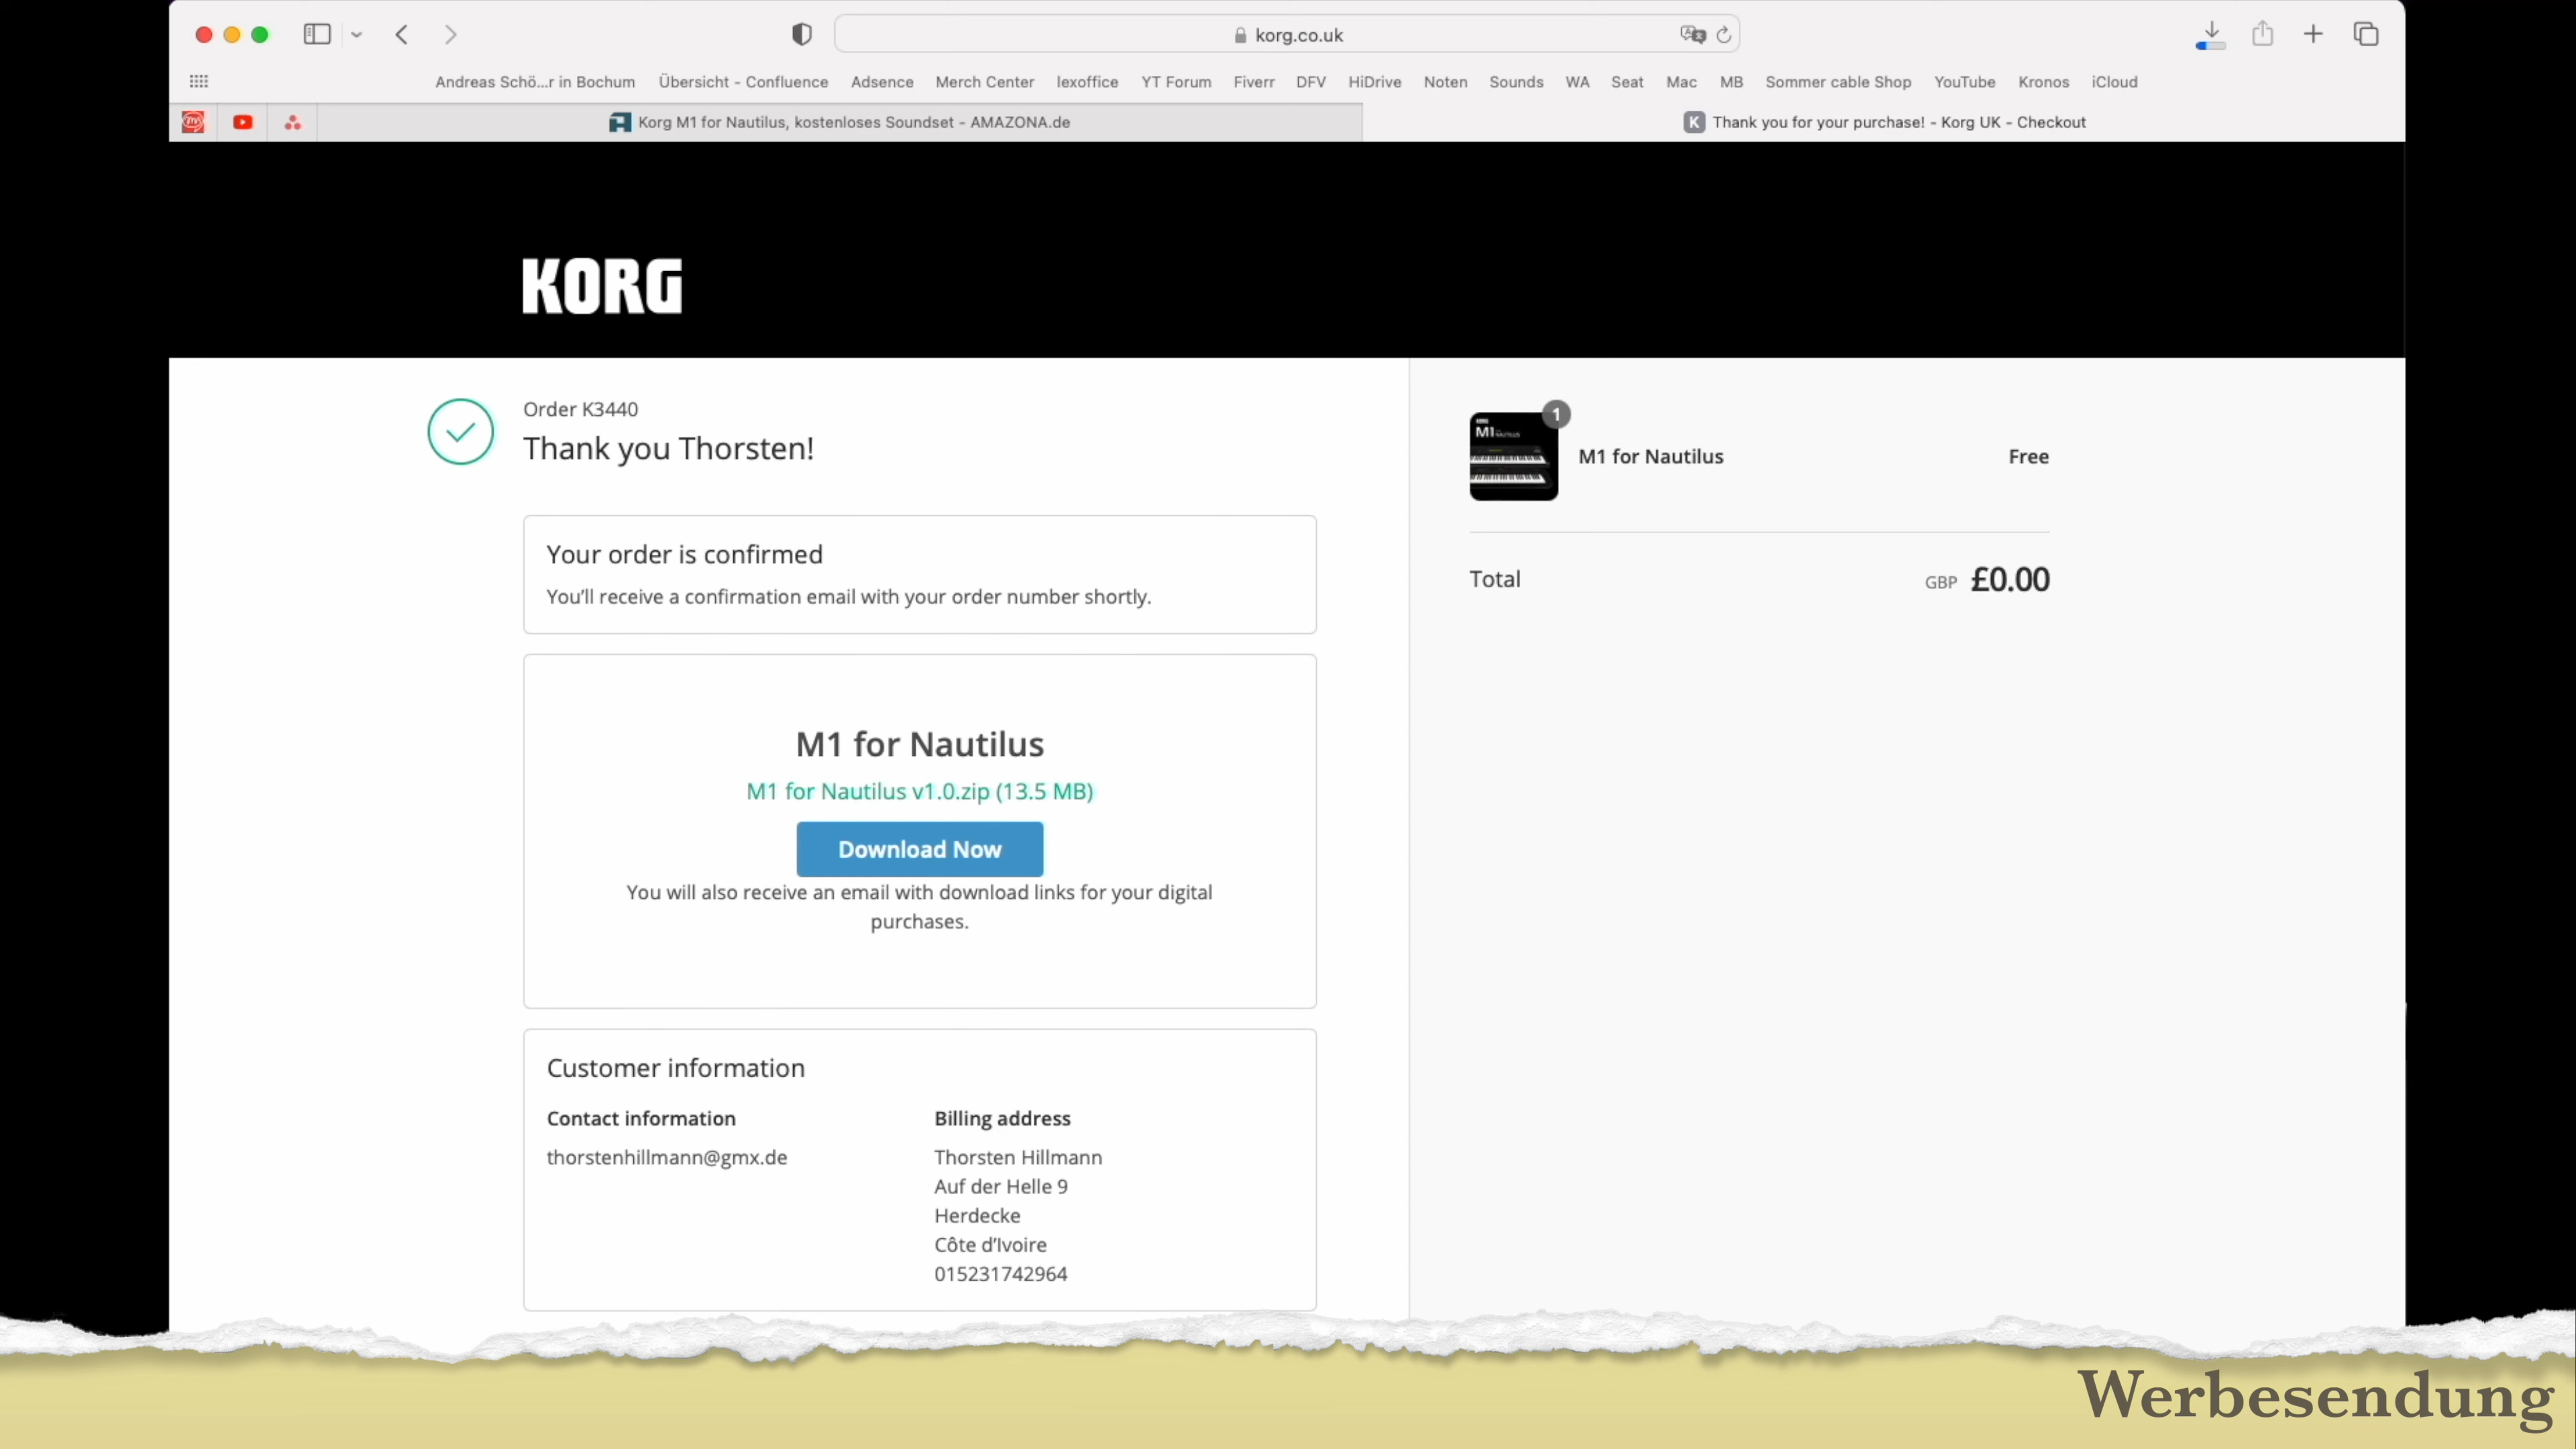 korg.co.uk
Andreas Schö...r in Bochum Übersicht - Confluence Adsence Merch Center lexoffice YT Forum Fiverr DFV HiDrive Noten Sounds WA Seat Mac MB Sommer cable Shop YouTube Kronos iCloud
Korg M1 for Nautilus, kostenloses Soundset - AMAZONA.de
K Thank you for your purchase! - Korg UK - Checkout
KORG
Order K3440
Thank you Thorsten!
Your order is confirmed
You'll receive a confirmation email with your order number shortly.
M1 for Nautilus
M1 for Nautilus v1.0.zip (13.5 MB)
Download Now
You will also receive an email with download links for your digital
purchases.
Customer information
Contact information
thorstenhillmann@gmx.de
Billing address
Thorsten Hillmann
Auf der Helle 9
Herdecke
Côte d'Ivoire
015231742964
1
M1
M1 for Nautilus Free
Total GBP £0.00
Werbesendung